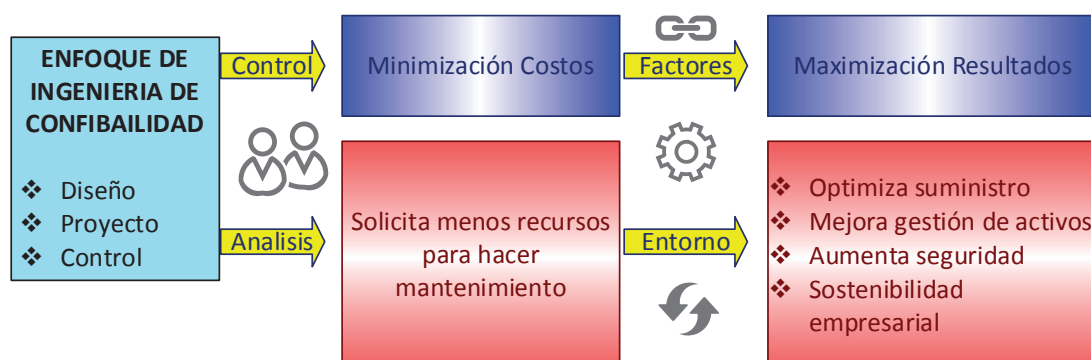 ENFOQUE DE
INGENIERIA DE
CONFIBAILIDAD
❖ Diseño
❖ Proyecto
❖ Control
Control
Analisis
Minimización Costos
Solicita menos recursos
para hacer
mantenimiento
Factores
Entorno
Maximización Resultados
❖ Optimiza suministro
❖ Mejora gestión de activos
❖ Aumenta seguridad
❖ Sostenibilidad
empresarial